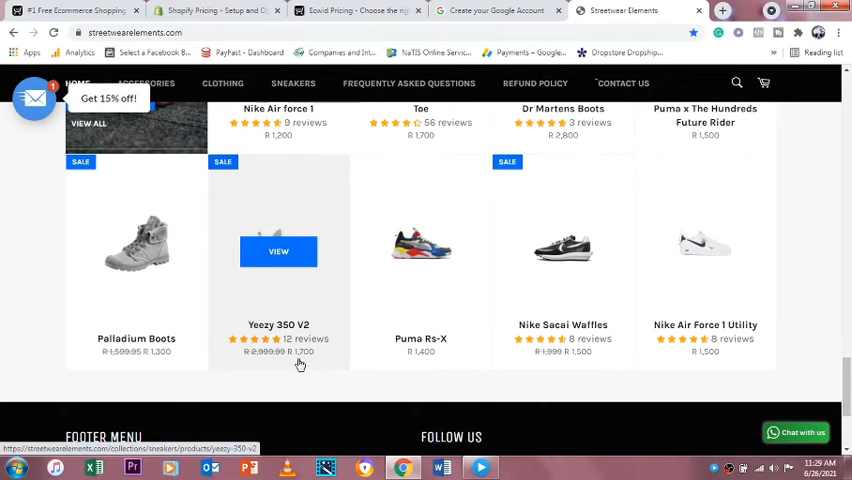 #1 Free Ecommerce Shopping
Shopify Pricing - Setup and O
Ecwid Pricing - Choose the rig
Create your Google Account
Streetwear Elements
streetwearelements.com
Apps
Analytics
Select a Facebook B...
PayFast - Dashboard
Companies and Int...
NaTIS Online Servic...
Payments – Google...
Dropstore Dropship...
Reading list
HOME
ACCESSORIES
CLOTHING
SNEAKERS
FREQUENTLY ASKED QUESTIONS
REFUND POLICY
`CONTACT US
1
Get 15% off!
VIEW ALL
Nike Air force 1
9 reviews
R 1,200
Toe
56 reviews
R 1,700
Dr Martens Boots
3 reviews
R 2,800
Puma x The Hundreds
Future Rider
R 1,500
SALE
Palladium Boots
R 1,599.95 R 1,300
SALE
VIEW
Yeezy 350 V2
12 reviews
R 2,999.99 R 1,700
Puma Rs-X
R 1,400
SALE
Nike Sacai Waffles
8 reviews
R 1,999 R 1,500
Nike Air Force 1 Utility
8 reviews
R 1,500
FOOTER MENU
FOLLOW US
Chat with us
https://streetwearelements.com/collections/sneakers/products/yeezy-350-v2
11:29 AM
6/26/2021